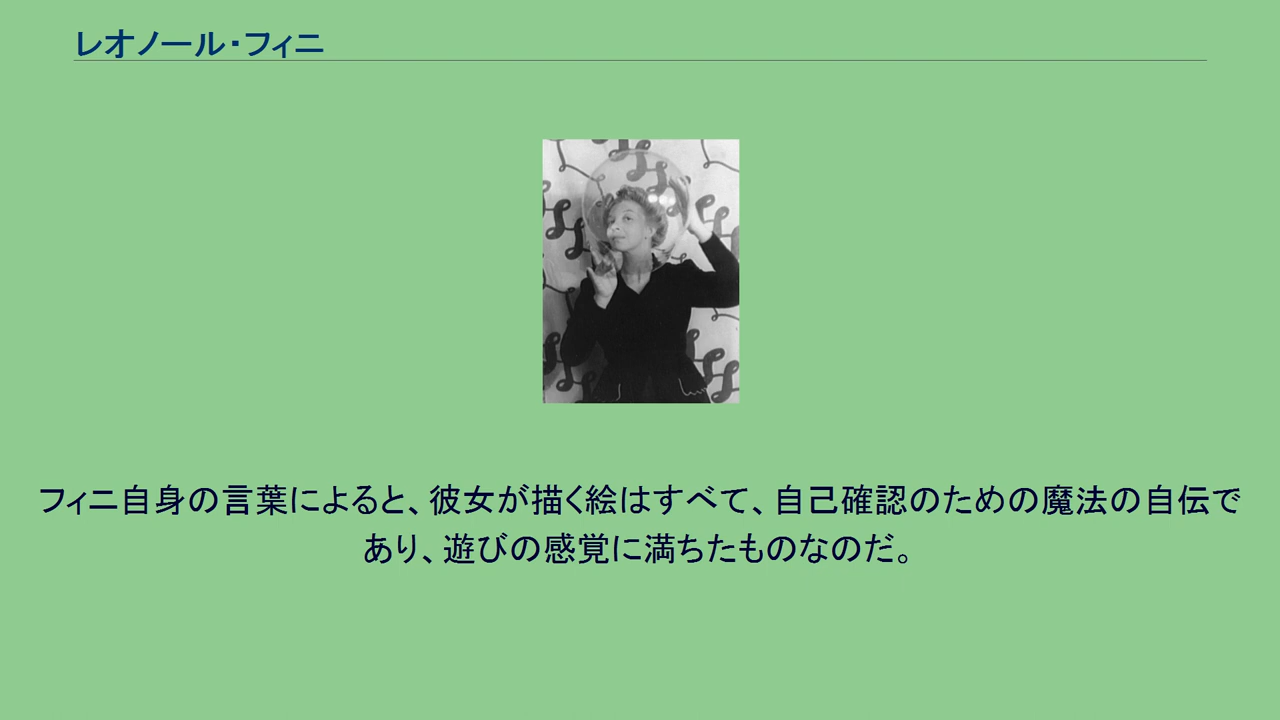 レオノール・フィニ
フィニ自身の言葉によると、彼女が描く絵はすべて、自己確認のための魔法の自伝で
あり、遊びの感覚に満ちたものなのだ。